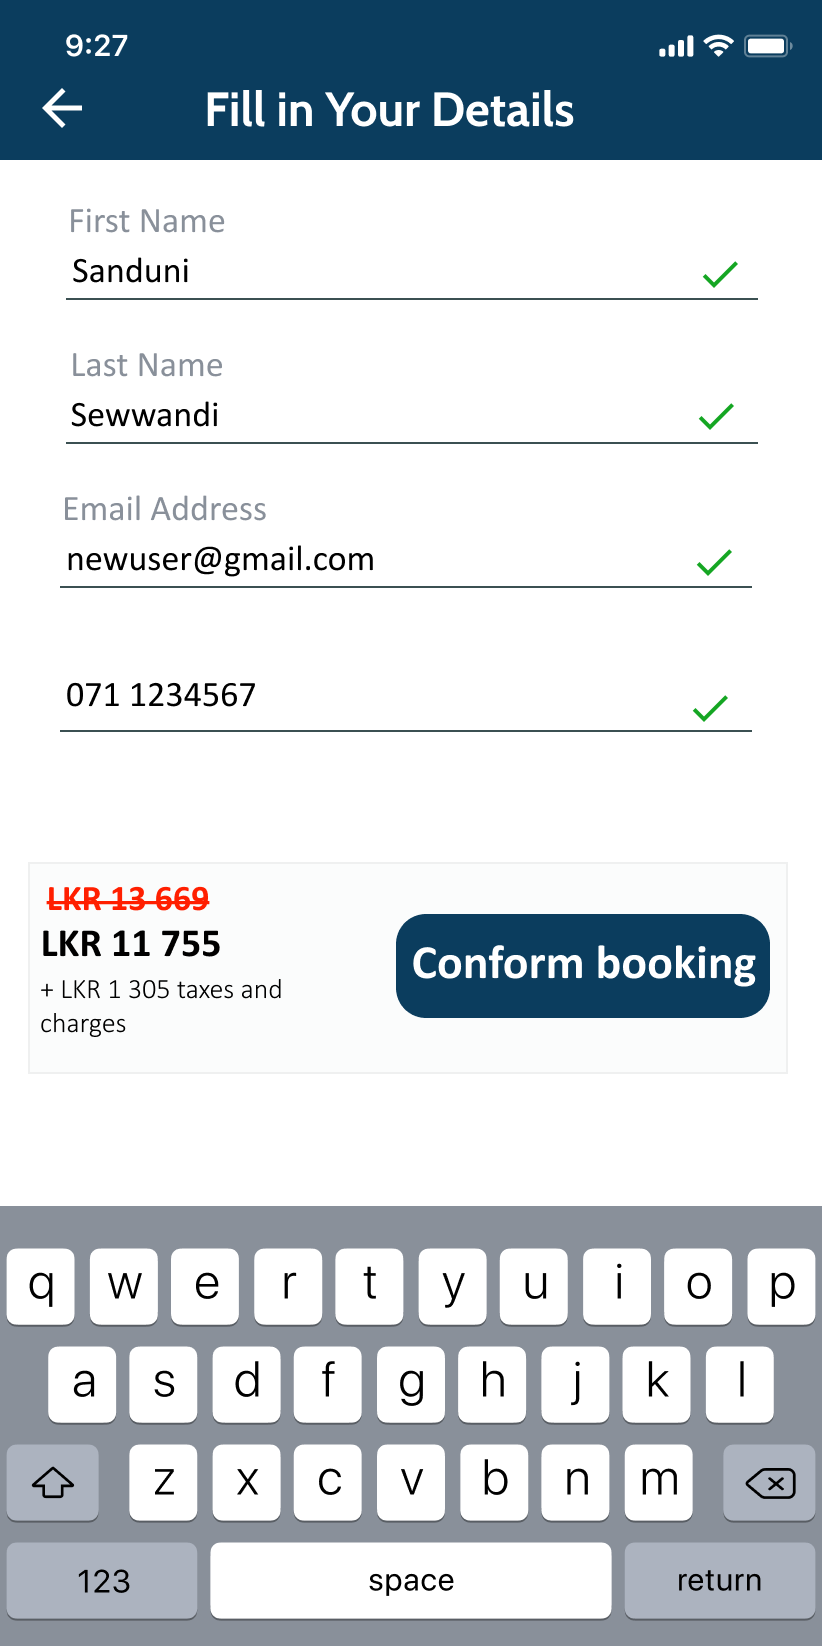 9:27
Fill in Your Details
First Name
Sanduni
Last Name
Sewwandi
Email Address
newuser@gmail.com
071 1234567
LKR 13 669
LKR 11 755
+ LKR 1 305 taxes and
charges
Conform booking
q w e r t y u i o p
a s d f g h j k l
z x c v b n m
123 space return